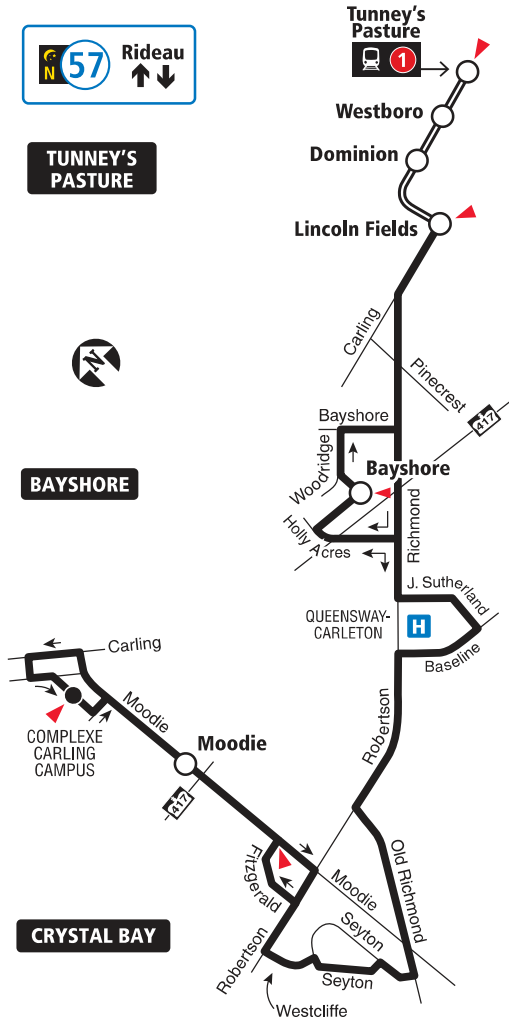 N 57 Rideau
Tunney's
Pasture
1
Westboro
Dominion
TUNNEY'S
PASTURE
Lincoln Fields
Carling
Pinecrest
N
417
Bayshore
Woodridge
Bayshore
BAYSHORE
Holly Acres
Richmond
J. Sutherland
QUEENSWAY-
CARLETON
H
Baseline
Carling
Moodie
COMPLEXE
CARLING
CAMPUS
Moodie
417
Robertson
Fitzgerald
Moodie
Old Richmond
Seyton
CRYSTAL BAY
Robertson
Seyton
Westcliffe